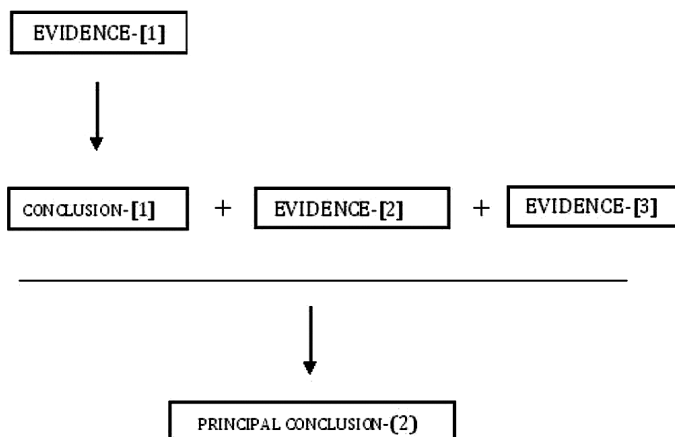 EVIDENCE-[1]
CONCLUSION-[1] + EVIDENCE-[2] + EVIDENCE-[3]
PRINCIPAL CONCLUSION-(2)